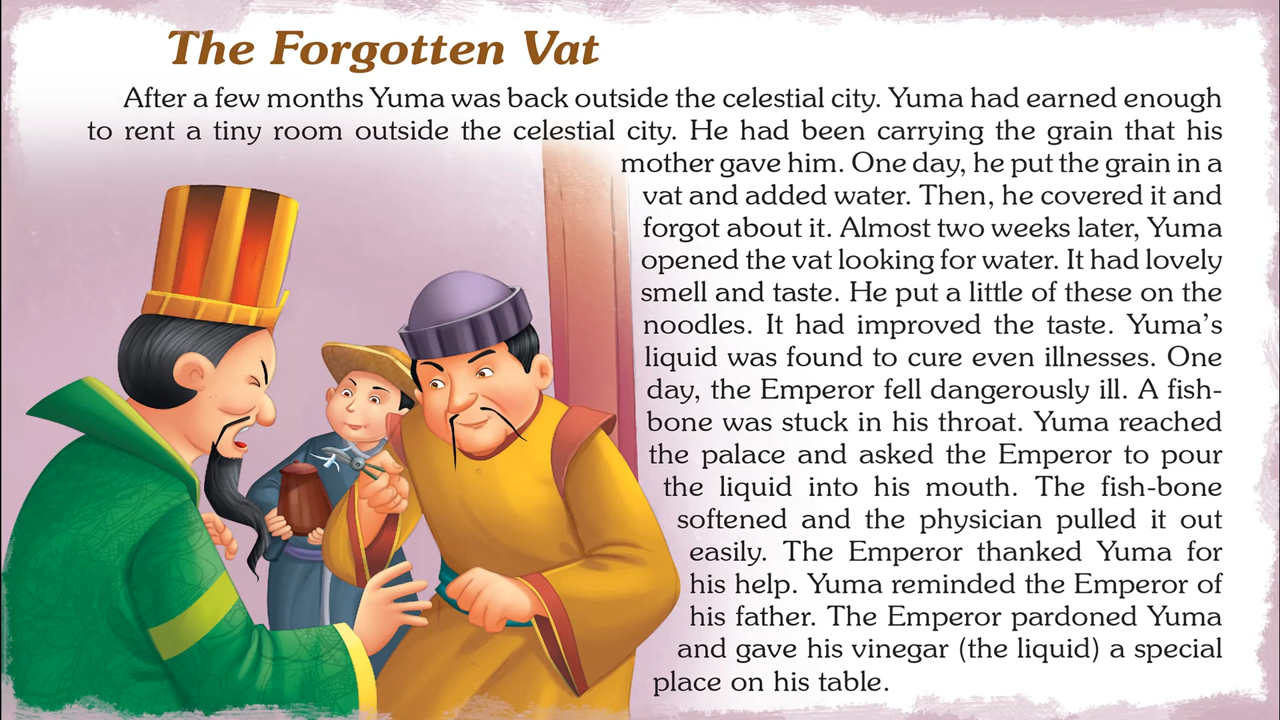 The Forgotten Vat
After a few months Yuma was back outside the celestial city. Yuma had earned enough
to rent a tiny room outside the celestial city. He had been carrying the grain that his
mother gave him. One day, he put the grain in a
vat and added water. Then, he covered it and
forgot about it. Almost two weeks later, Yuma
opened the vat looking for water. It had lovely
smell and taste. He put a little of these on the
noodles. It had improved the taste. Yuma’s
liquid was found to cure even illnesses. One
day, the Emperor fell dangerously ill. A fish-
bone was stuck in his throat. Yuma reached
the palace and asked the Emperor to pour
the liquid into his mouth. The fish-bone
softened and the physician pulled it out
easily. The Emperor thanked Yuma for
his help. Yuma reminded the Emperor of
his father. The Emperor pardoned Yuma
and gave his vinegar (the liquid) a special
place on his table.